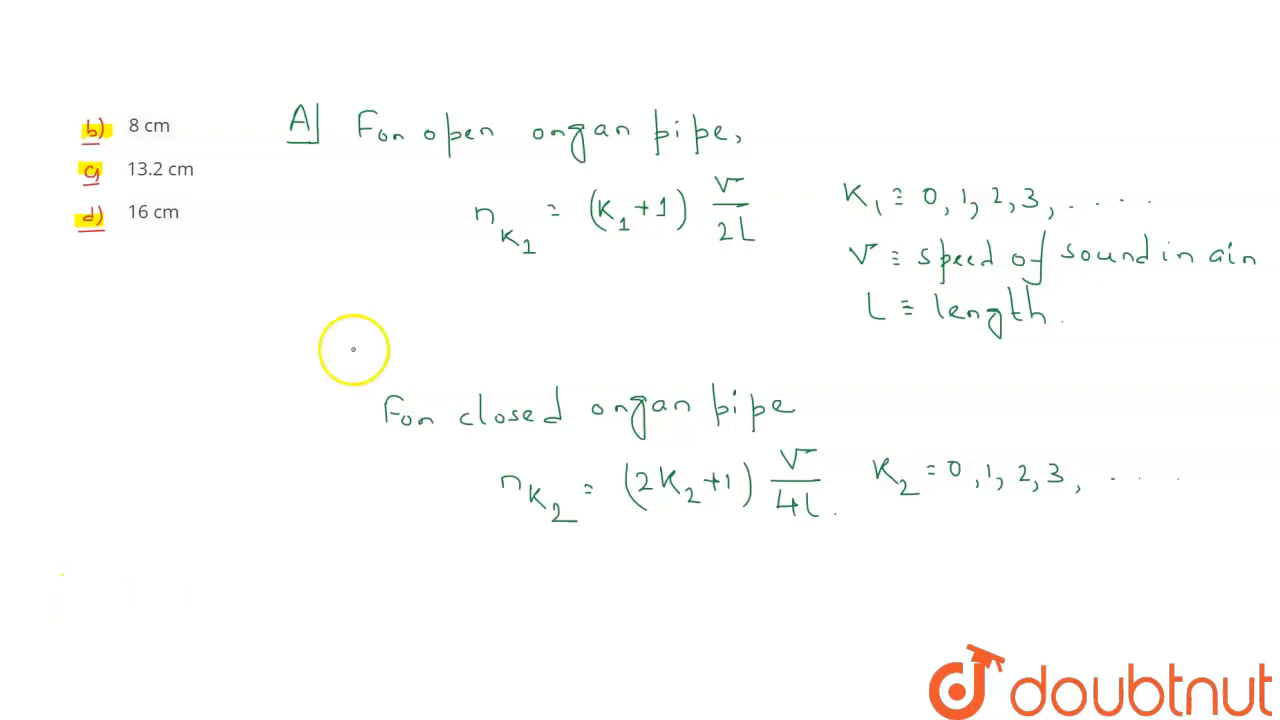 b) 8 cm
c) 13.2 cm
d) 16 cm
A] For open organ pipe,
n_K₁ = (K₁+1) V/2L
K₁ ≡ 0, 1, 2, 3, .....
V ≡ speed of sound in air
L ≡ length.
For closed organ pipe
n_K₂ = (2K₂+1) V/4L.
K₂ = 0, 1, 2, 3, ....
doubtnut